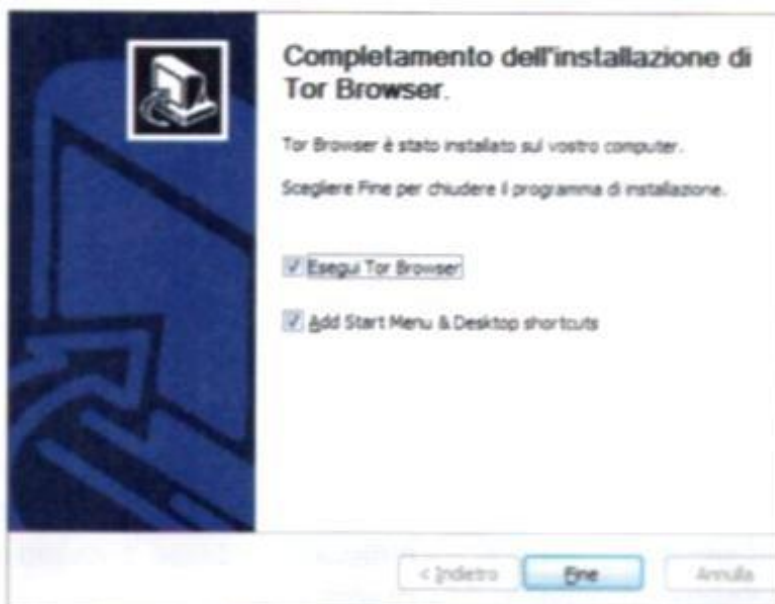 Completamento dell'installazione di
Tor Browser.
Tor Browser è stato installato sul vostro computer.
Scegliere Fine per chiudere il programma di installazione.
Esegui Tor Browser
Add Start Menu & Desktop shortcuts
< Indietro
Fine
Annulla